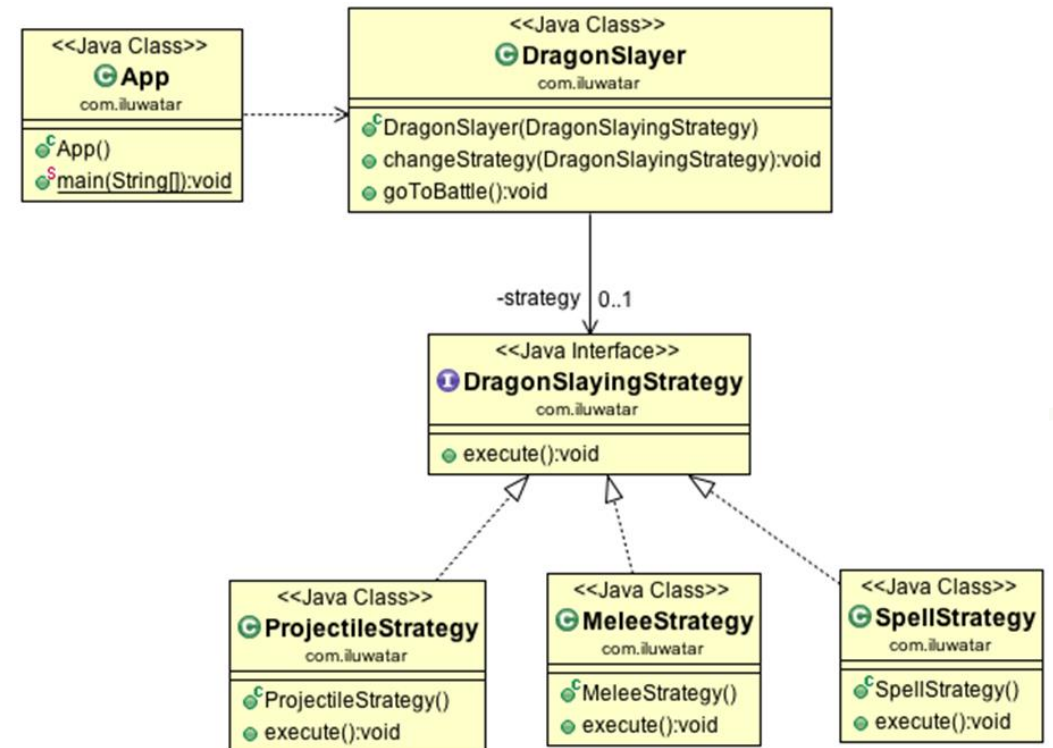 <<Java Class>>
App
com.iluwatar
App()
main(String[]):void
<<Java Class>>
DragonSlayer
com.iluwatar
DragonSlayer(DragonSlayingStrategy)
changeStrategy(DragonSlayingStrategy):void
goToBattle():void
-strategy 0..1
<<Java Interface>>
DragonSlayingStrategy
com.iluwatar
execute():void
<<Java Class>>
ProjectileStrategy
com.iluwatar
ProjectileStrategy()
execute():void
<<Java Class>>
MeleeStrategy
com.iluwatar
MeleeStrategy()
execute():void
<<Java Class>>
SpellStrategy
com.iluwatar
SpellStrategy()
execute():void